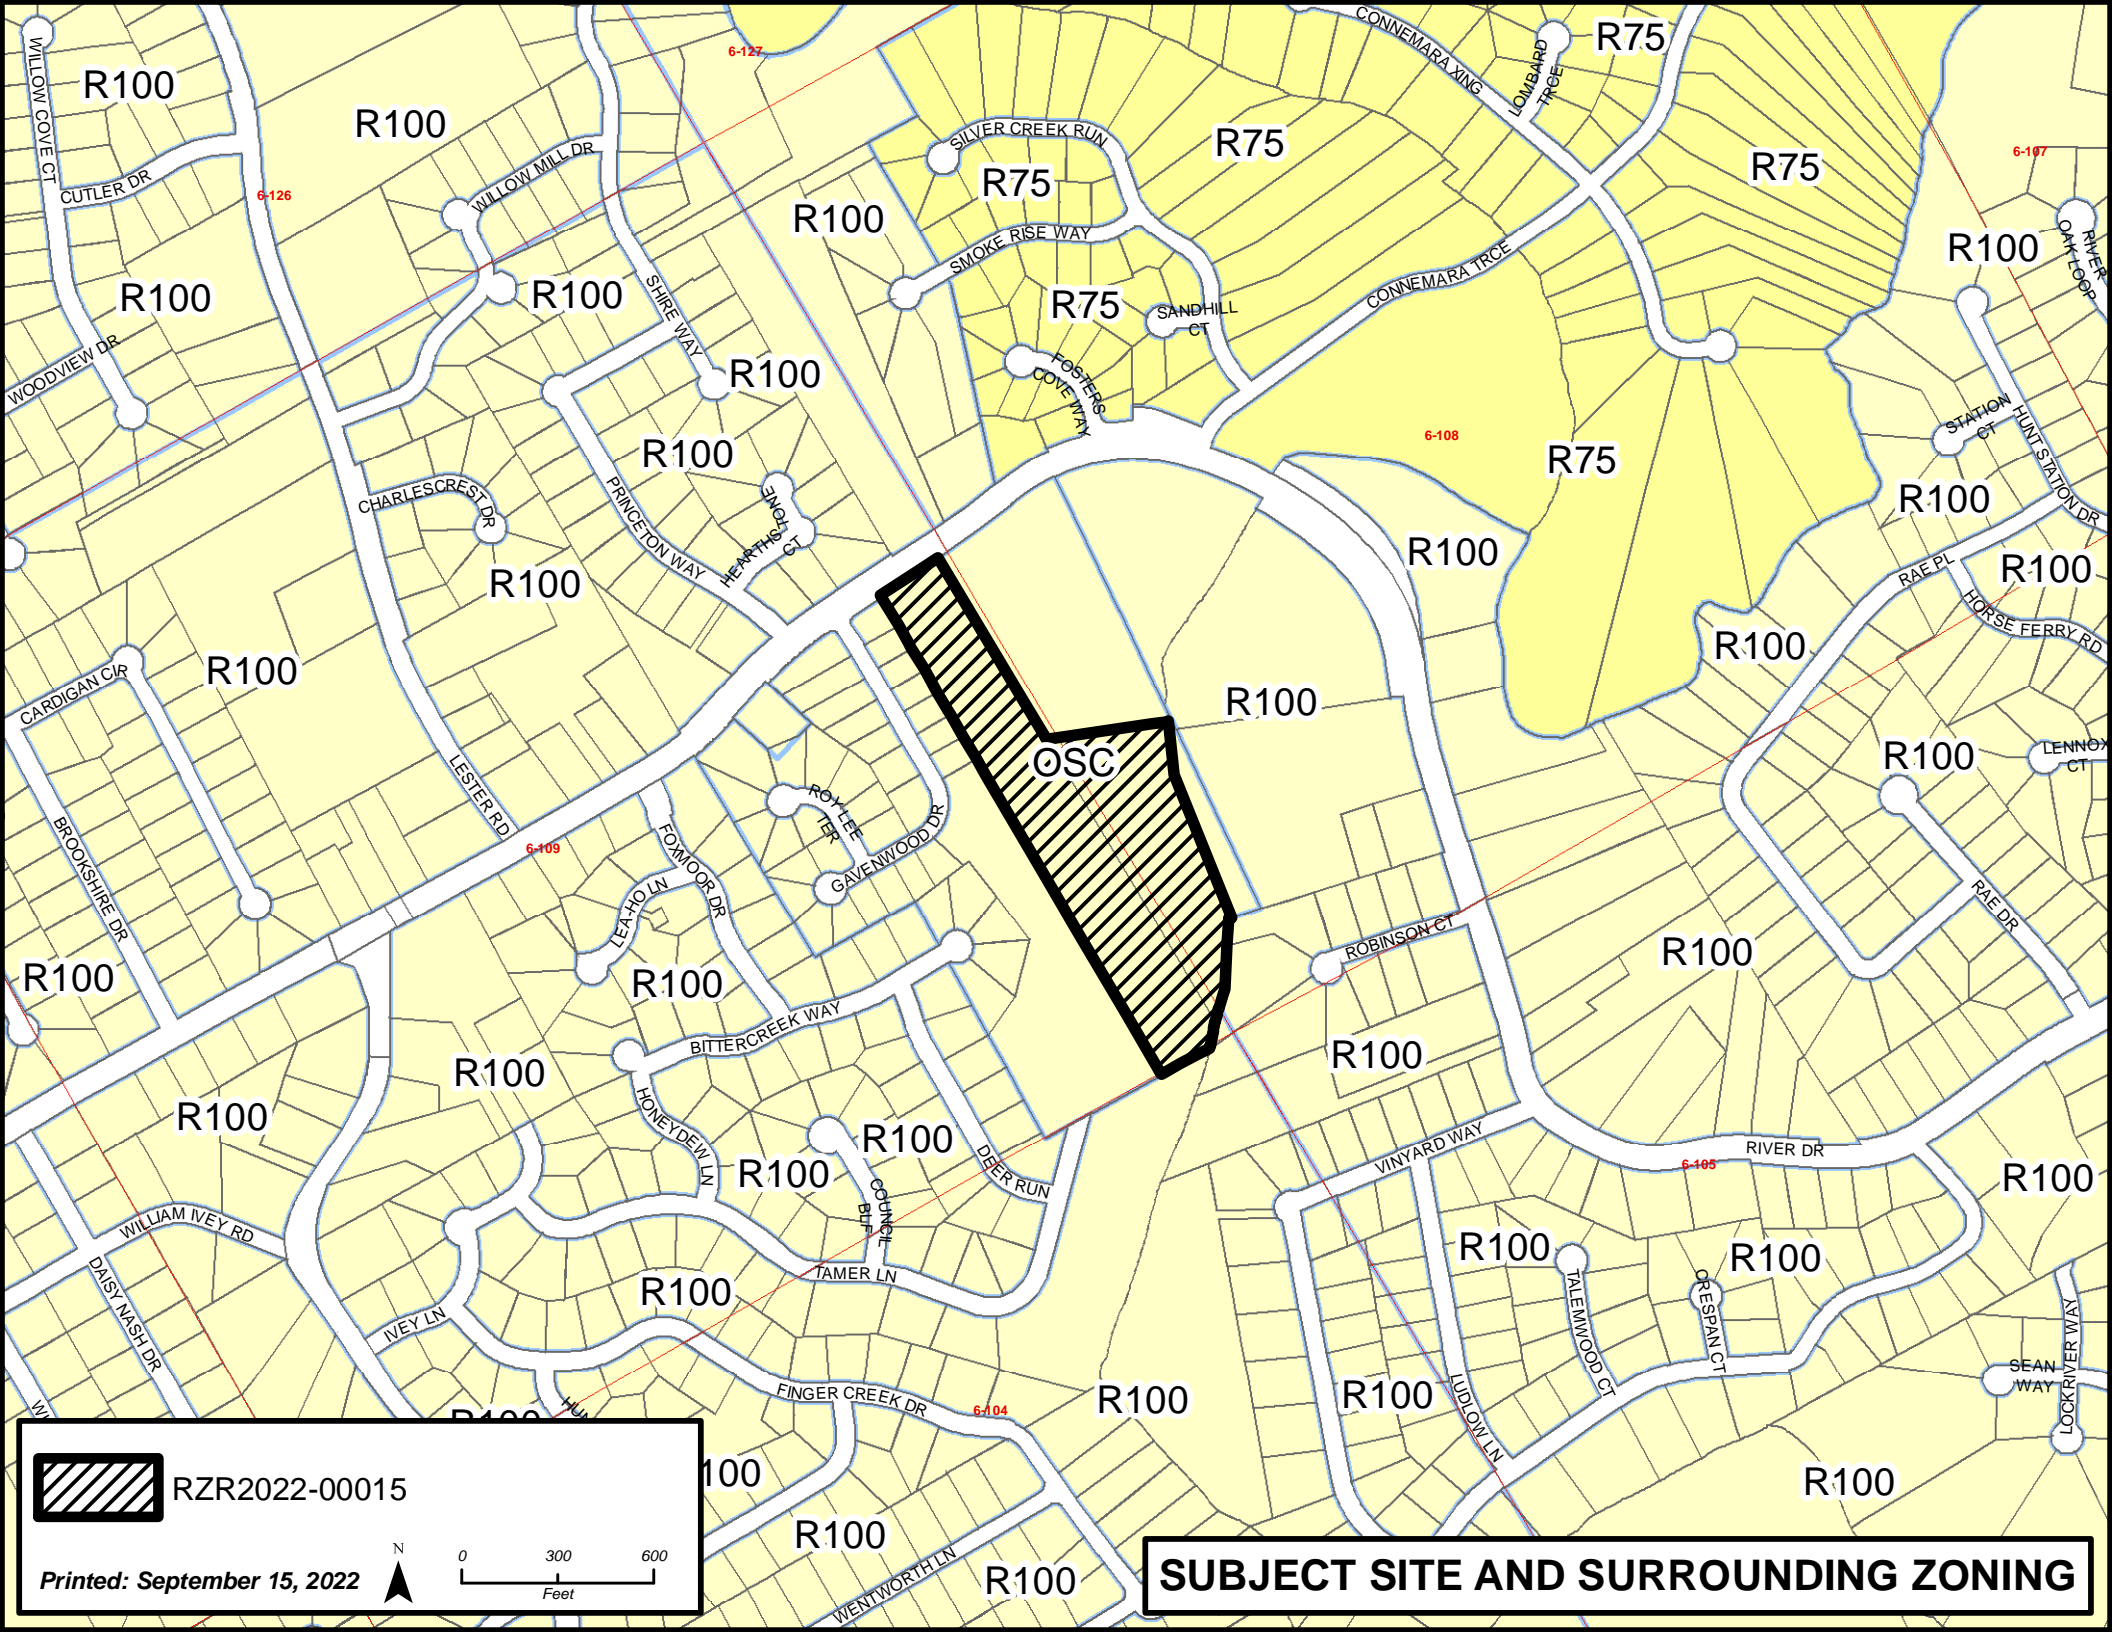 CONNEMARA XING
LOMBARD
TRCE
R75
6-127
WILLOW COVE CT
R100
R100
SILVER CREEK RUN
R75
6-107
CUTLER DR
WILLOW MILL DR
6-126
R75
R75
R100
SMOKE RISE WAY
R100
RIVER
OAK LOOP
R100
R100
SHIRE WAY
R75
SANDHILL
CT
CONNEMARA TRCE
WOODVIEW DR
R100
FOSTERS
COVE WAY
STATION
CT
HUNT STATION DR
6-108
R100
R75
CHARLESCREST DR
PRINCETON WAY
HEARTHSTONE
CT
R100
R100
R100
RAE PL
R100
HORSE FERRY RD
R100
R100
CARDIGAN CIR
R100
OSC
R100
LENNOX
CT
LESTER RD
ROY LEE
TER
GAVENWOOD DR
BROOKSHIRE DR
6-109
FOXMOOR DR
LEA-HO LN
RAE DR
ROBINSON CT
R100
R100
R100
BITTERCREEK WAY
R100
R100
R100
HONEYDEW LN
R100
R100
DEER RUN
VINYARD WAY
RIVER DR
6-105
R100
COUNCIL
BLF
WILLIAM IVEY RD
DAISY NASH DR
TAMER LN
R100
R100
R100
TALEMWOOD CT
CRESPAN CT
IVEY LN
LOCKRIVER WAY
SEAN
WAY
FINGER CREEK DR
6-104
R100
R100
LUDLOW LN
R100
R100
WENTWORTH LN
R100
RZR2022-00015
N
0 300 600
Feet
Printed: September 15, 2022
SUBJECT SITE AND SURROUNDING ZONING